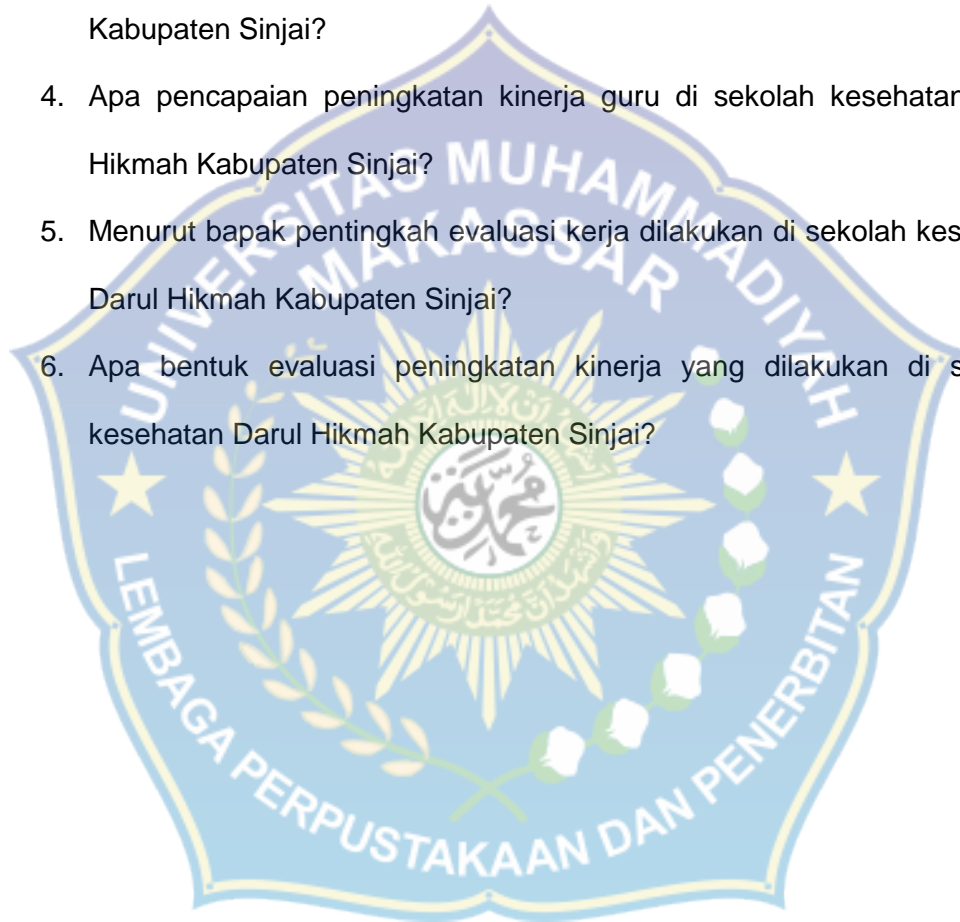 Kabupaten Sinjai?
4. Apa pencapaian peningkatan kinerja guru di sekolah kesehatan
Hikmah Kabupaten Sinjai?
5. Menurut bapak pentingkah evaluasi kerja dilakukan di sekolah kes
Darul Hikmah Kabupaten Sinjai?
6. Apa bentuk evaluasi peningkatan kinerja yang dilakukan di s
kesehatan Darul Hikmah Kabupaten Sinjai?
UNIVERSITAS MUHAMMADIYAH
MAKASSAR
LEMBAGA PERPUSTAKAAN DAN PENERBITAN